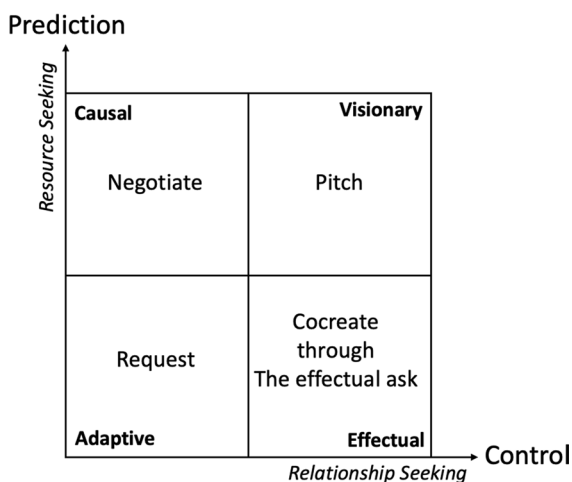 Prediction
Resource Seeking
Causal
Visionary
Negotiate
Pitch
Request
Cocreate
through
The effectual ask
Adaptive
Effectual
Control
Relationship Seeking